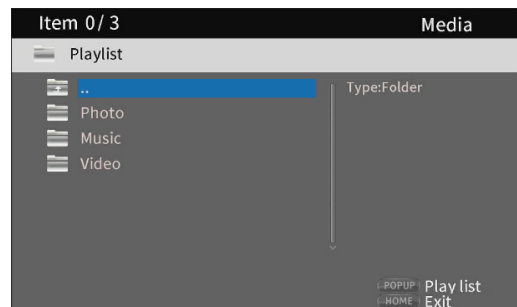 Item 0/ 3 Media
Playlist
.. Type:Folder
Photo
Music
Video
POPUP Play list
HOME Exit